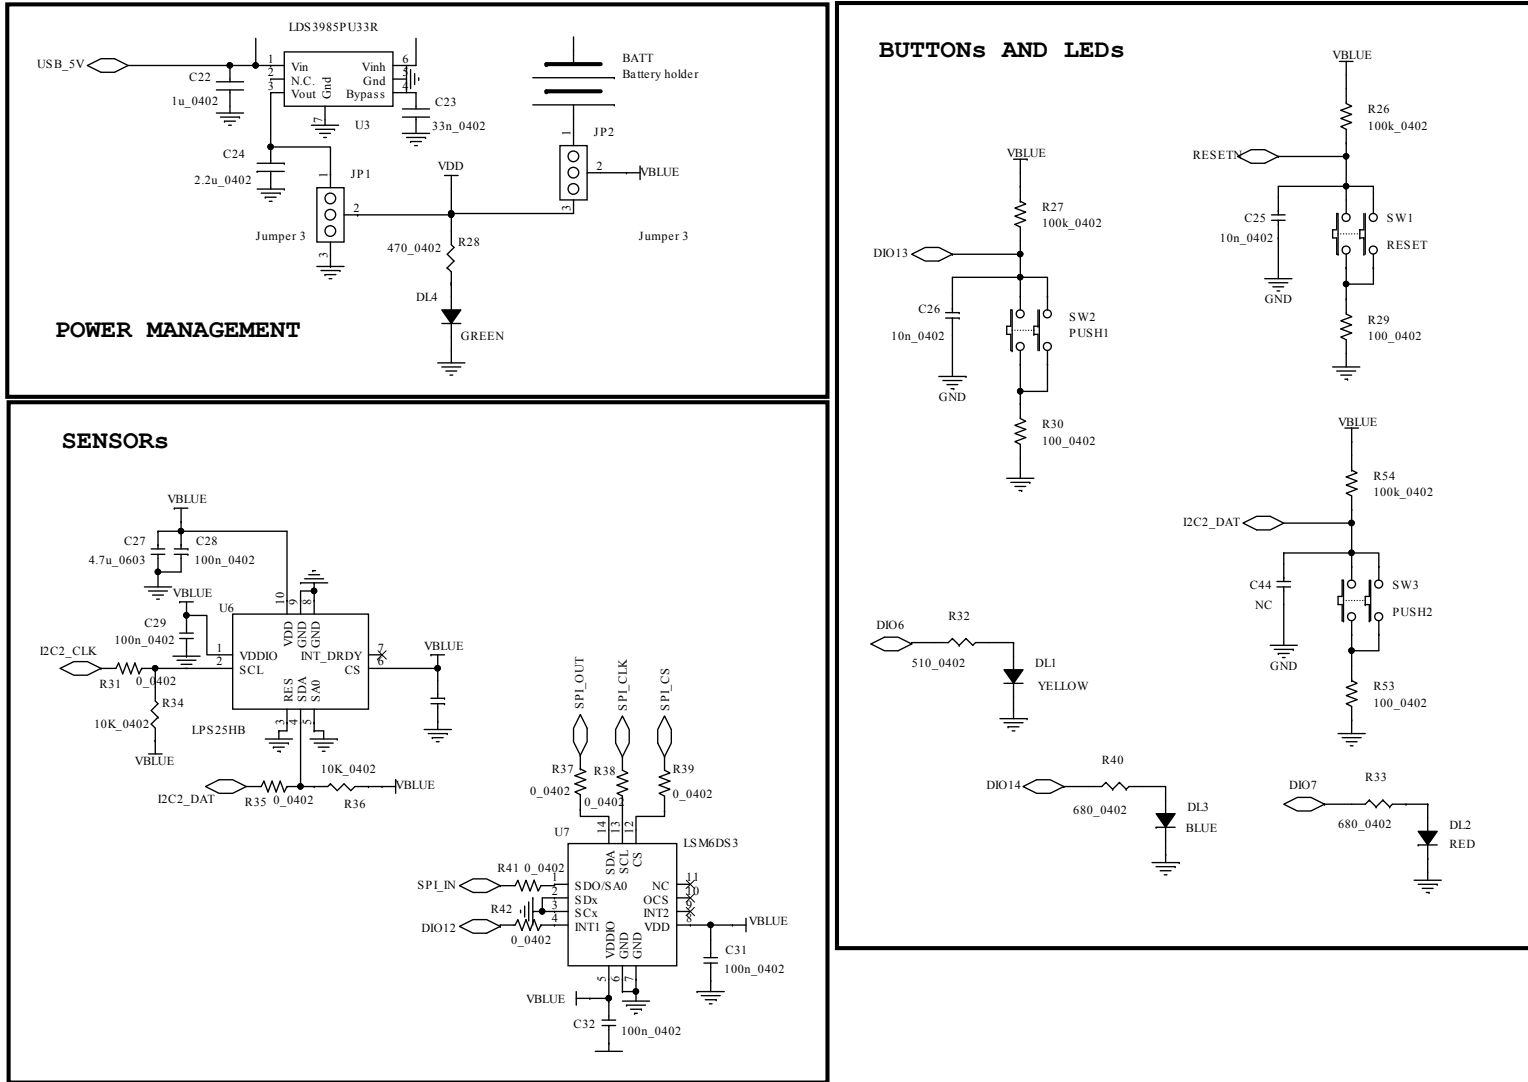 LDS3985PU33R
USB_5V
1
2
3
Vin
N.C.
Vout
Gnd
Vinh
Gnd
Bypass
6
5
4
7
U3
C22
1u_0402
C23
33n_0402
C24
2.2u_0402
BATT
Battery holder
1
JP2
2
VBLUE
3
Jumper 3
VDD
JP1
1
2
3
Jumper 3
R28
470_0402
DL4
GREEN
POWER MANAGEMENT
SENSORs
VBLUE
C27
4.7u_0603
C28
100n_0402
VBLUE
C29
100n_0402
U6
10
9
8
VDD
GND
GND
1
2
VDDIO
SCL
INT_DRDY
CS
7
6
VBLUE
RES
SDA
SA0
3
4
5
LPS25HB
I2C2_CLK
R31
0_0402
R34
10K_0402
VBLUE
I2C2_DAT
R35
0_0402
10K_0402
R36
VBLUE
SPI_OUT
SPI_CLK
SPI_CS
R37
0_0402
R38
0_0402
R39
0_0402
U7
14
13
12
LSM6DS3
SDA
SCL
CS
SPI_IN
R41 0_0402
1
2
3
4
SDO/SA0
SDx
SCx
INT1
NC
OCS
INT2
VDD
11
10
9
8
R42
DIO12
0_0402
VDDIO
GND
GND
5
6
7
VBLUE
C31
100n_0402
VBLUE
C32
100n_0402
BUTTONs AND LEDs
VBLUE
R26
100k_0402
RESETN
C25
10n_0402
GND
SW1
RESET
R29
100_0402
VBLUE
R27
100k_0402
DIO13
C26
10n_0402
GND
SW2
PUSH1
R30
100_0402
VBLUE
R54
100k_0402
I2C2_DAT
C44
NC
GND
SW3
PUSH2
R53
100_0402
DIO6
R32
510_0402
DL1
YELLOW
DIO14
R40
680_0402
DL3
BLUE
DIO7
R33
680_0402
DL2
RED